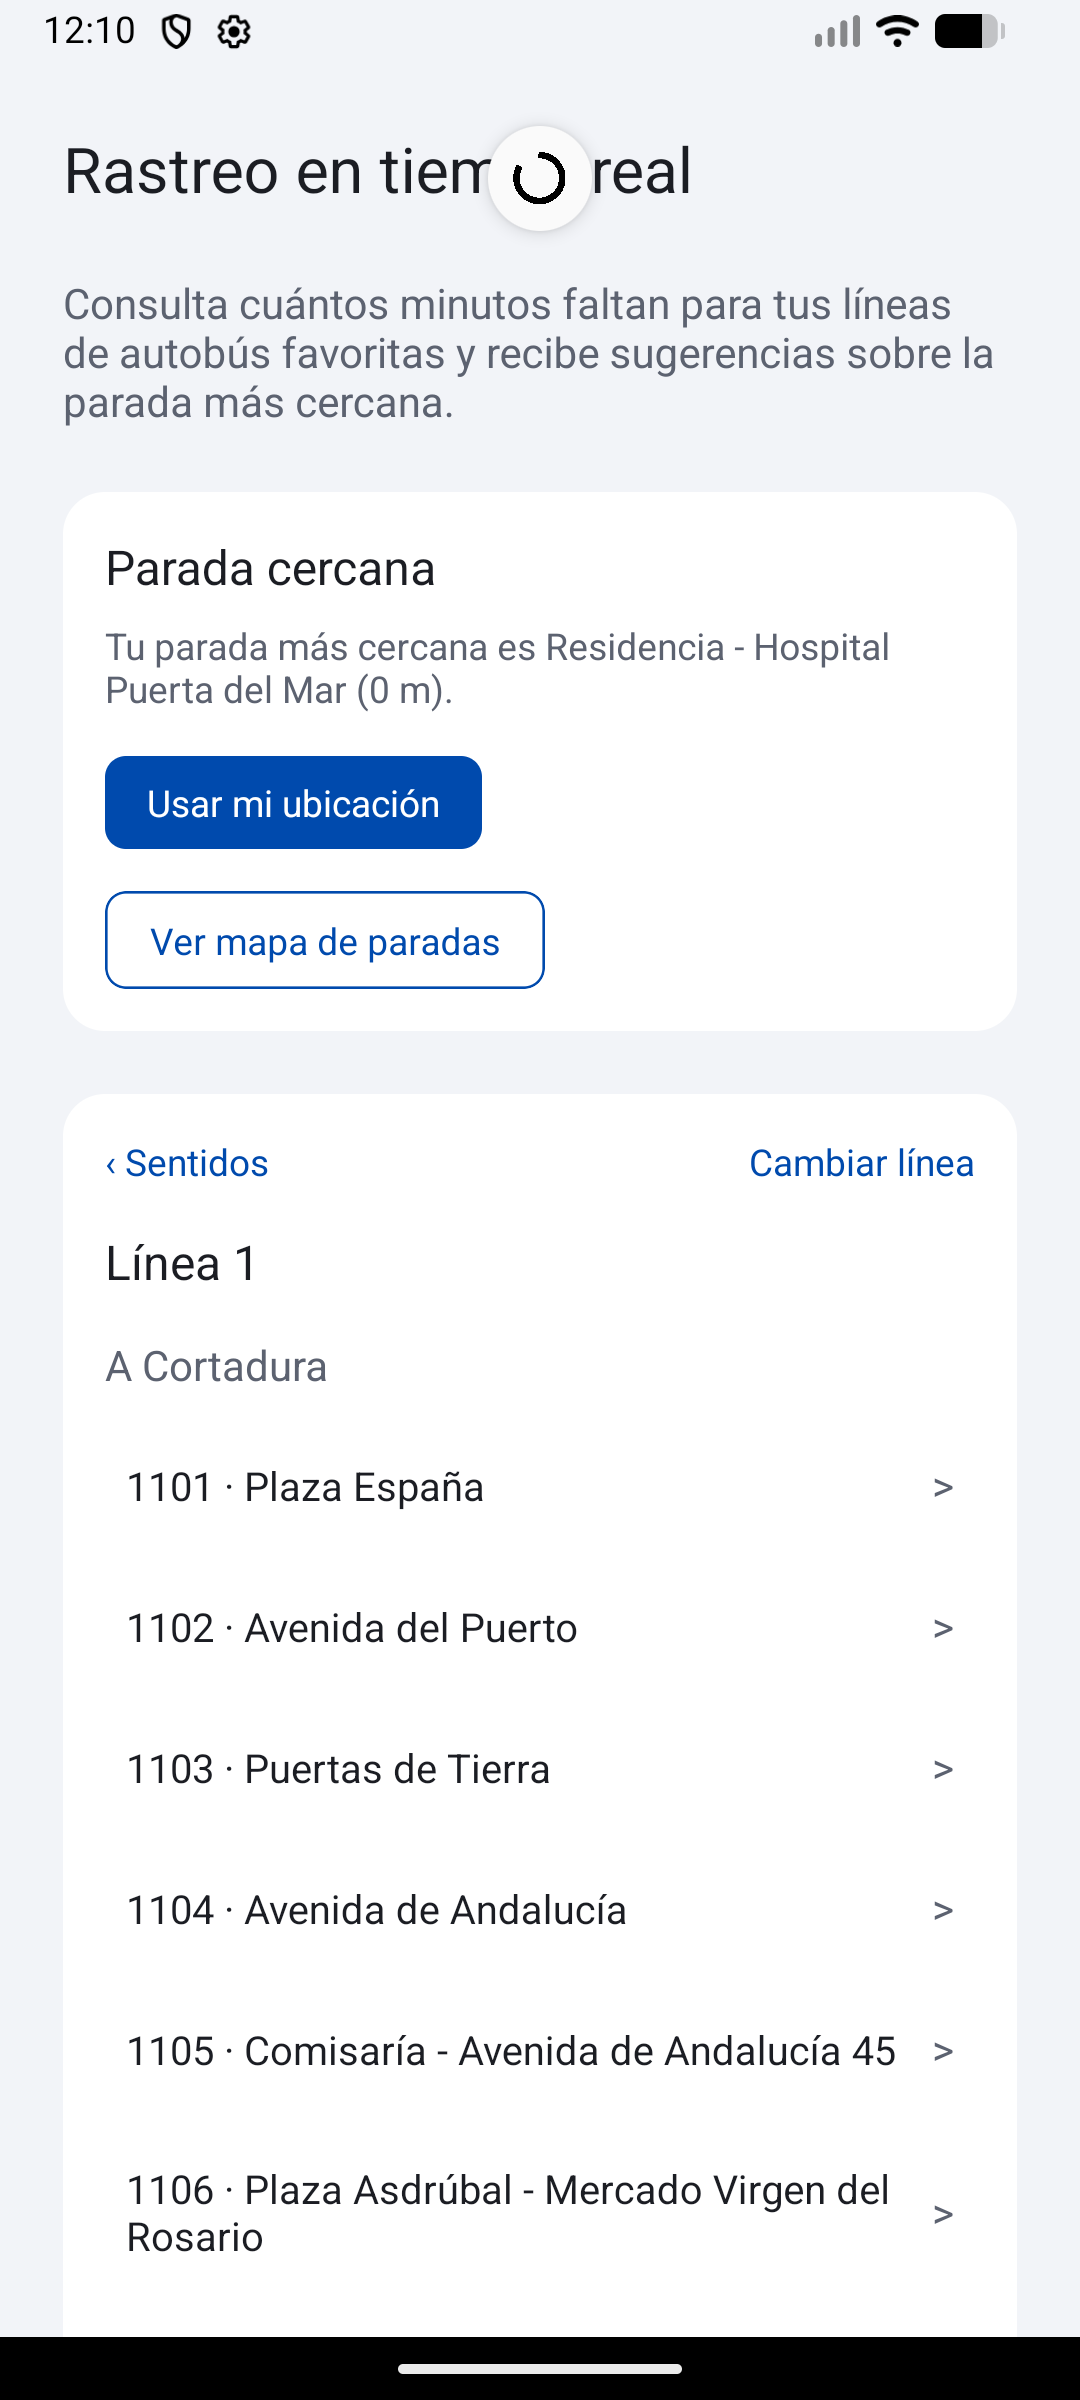 12:10
Rastreo en tiem real
Consulta cuántos minutos faltan para tus líneas
de autobús favoritas y recibe sugerencias sobre la
parada más cercana.
Parada cercana
Tu parada más cercana es Residencia - Hospital
Puerta del Mar (0 m).
Usar mi ubicación
Ver mapa de paradas
‹ Sentidos
Cambiar línea
Línea 1
A Cortadura
1101 · Plaza España >
1102 · Avenida del Puerto >
1103 · Puertas de Tierra >
1104 · Avenida de Andalucía >
1105 · Comisaría - Avenida de Andalucía 45 >
1106 · Plaza Asdrúbal - Mercado Virgen del
Rosario >